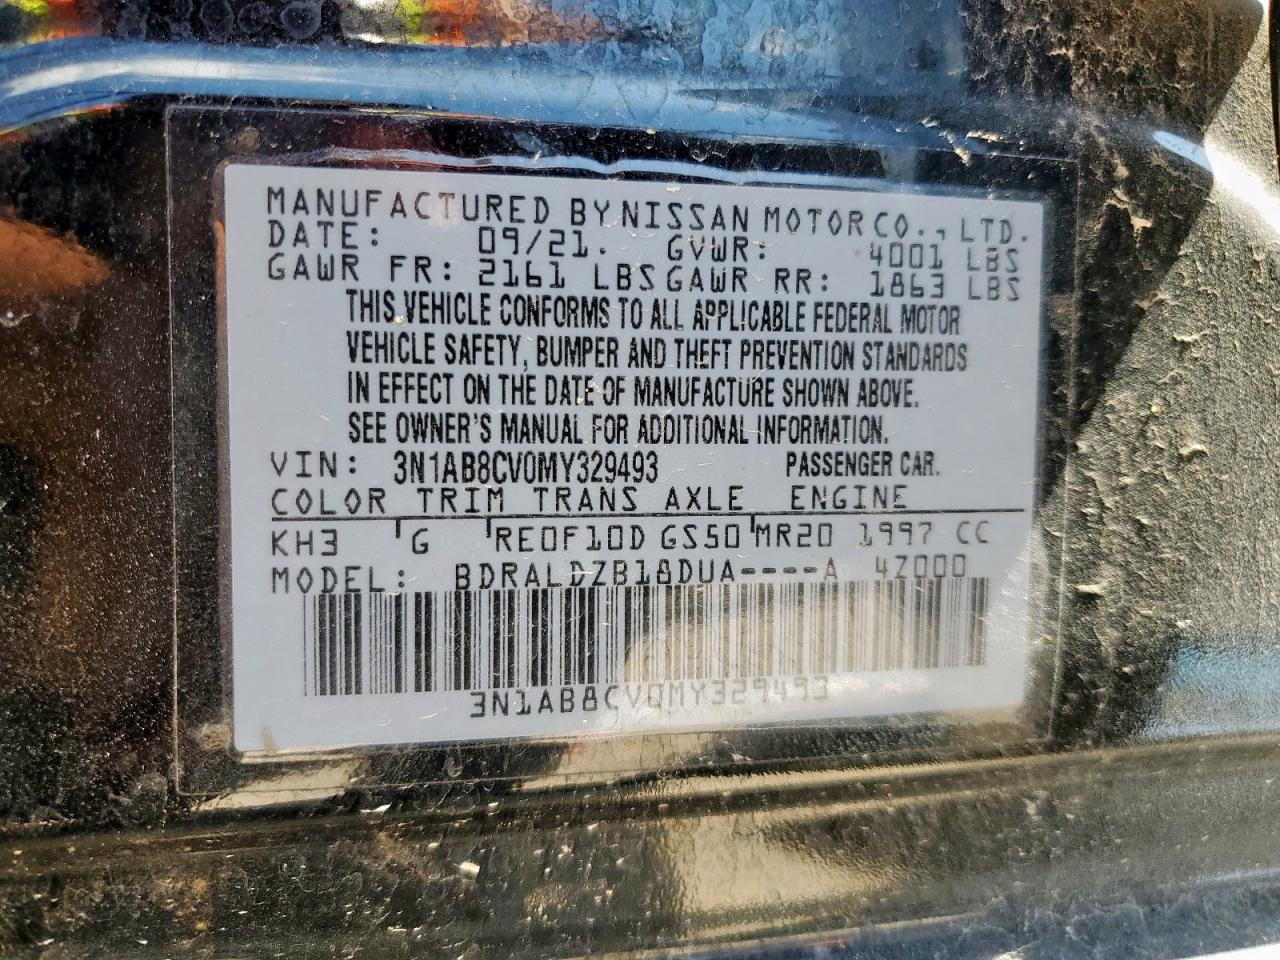 MANUFACTURED BY NISSAN MOTOR CO., LTD.
DATE: 09/21. GVWR: 4001 LBS
GAWR FR: 2161 LBS GAWR RR: 1863 LBS
THIS VEHICLE CONFORMS TO ALL APPLICABLE FEDERAL MOTOR
VEHICLE SAFETY, BUMPER AND THEFT PREVENTION STANDARDS
IN EFFECT ON THE DATE OF MANUFACTURE SHOWN ABOVE.
SEE OWNER'S MANUAL FOR ADDITIONAL INFORMATION.
VIN: 3N1AB8CV0MY329493 PASSENGER CAR.
COLOR TRIM TRANS AXLE ENGINE
KH3 G RE0F10D GS50 MR20 1997 CC
MODEL: BDRALDZB18DUA----A 4Z000
3N1AB8CV0MY329493